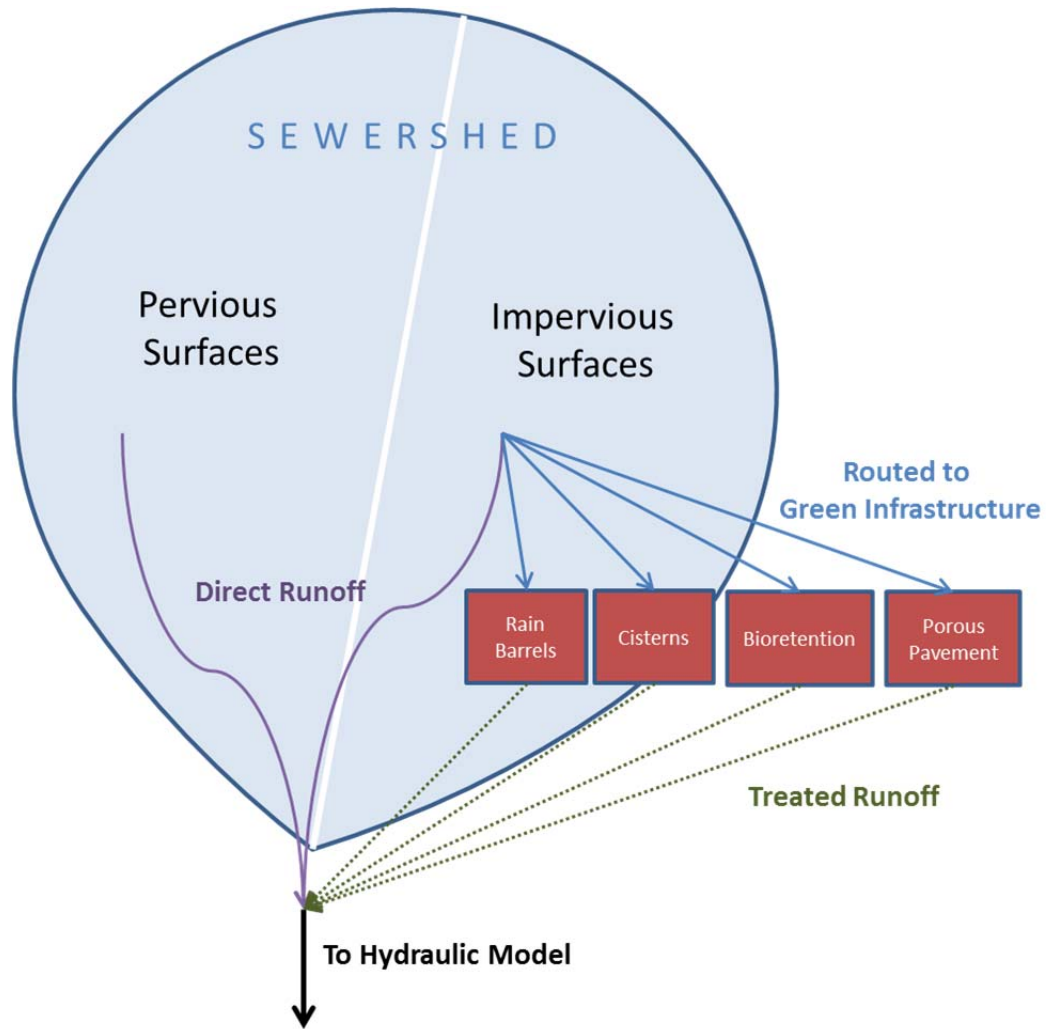 SEWERSHED
Pervious
Surfaces
Impervious
Surfaces
Routed to
Green Infrastructure
Direct Runoff
Rain
Barrels
Cisterns
Bioretention
Porous
Pavement
Treated Runoff
To Hydraulic Model